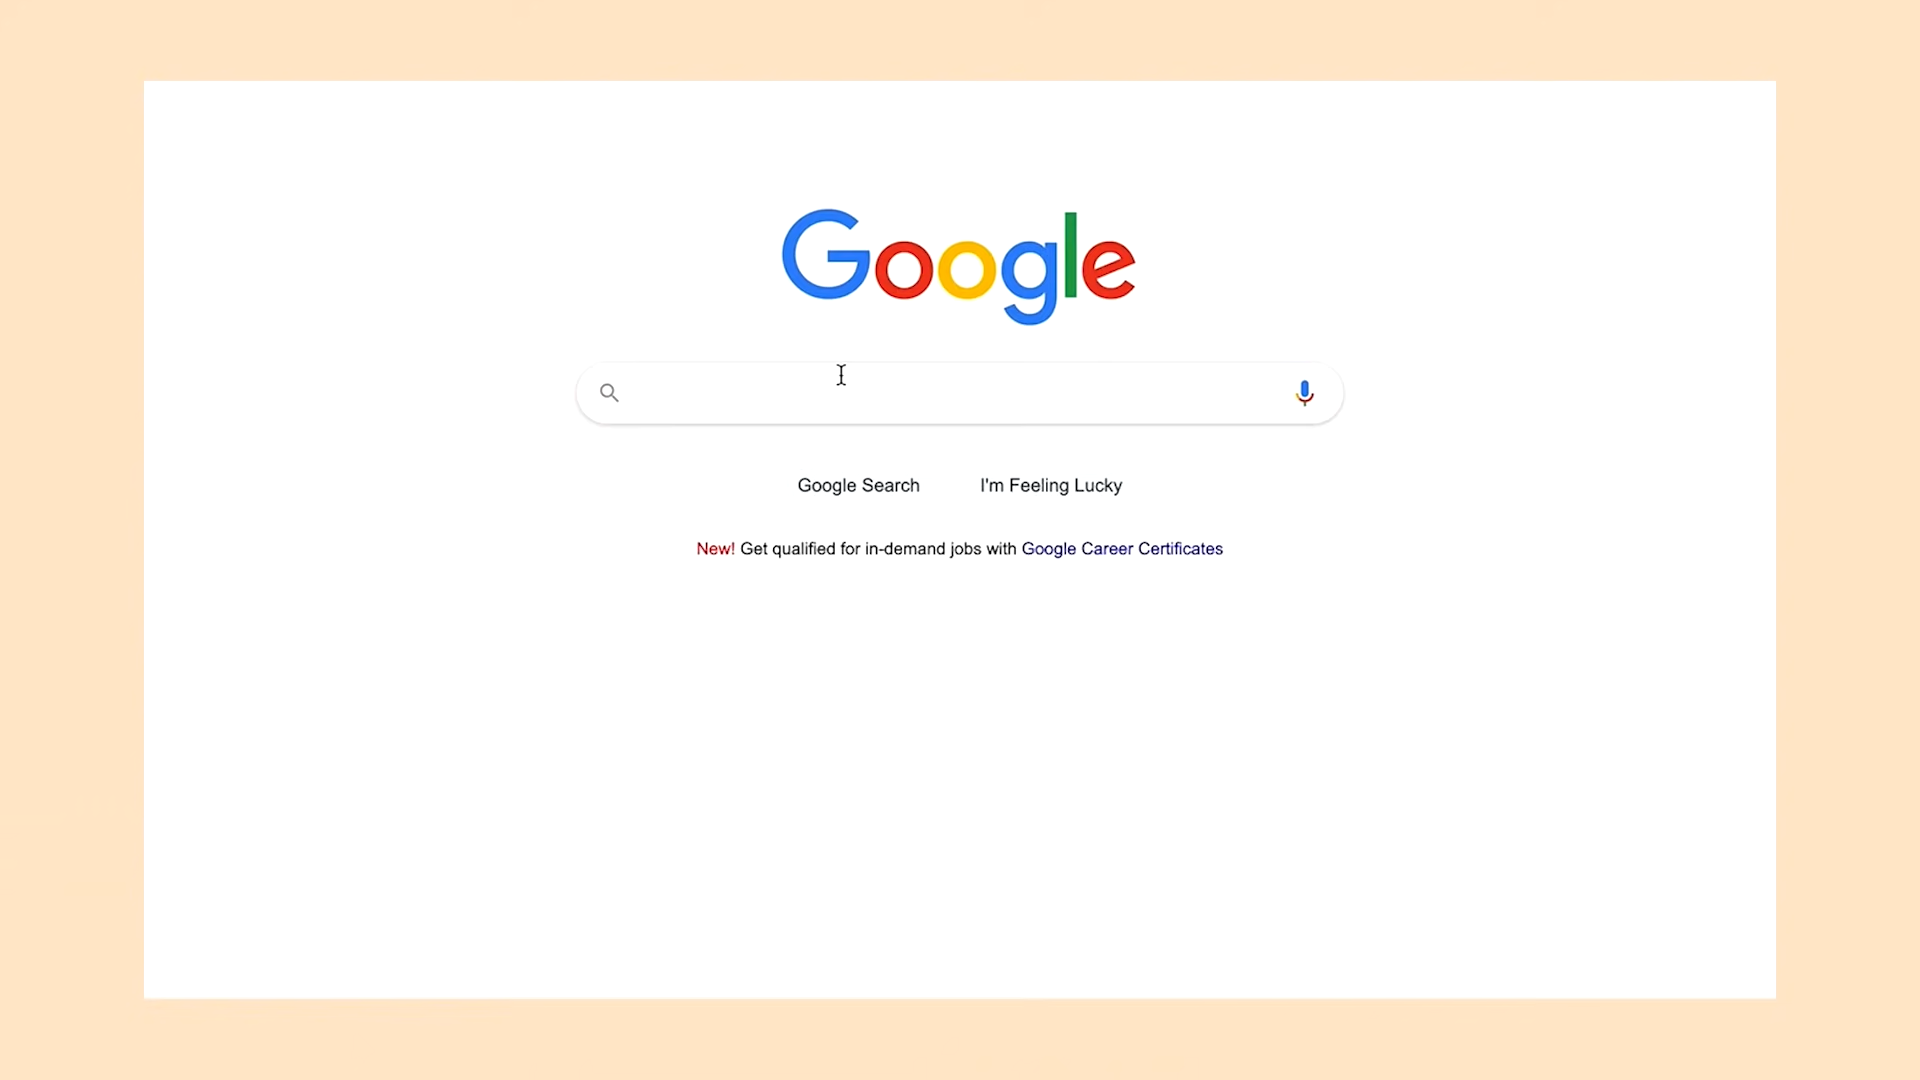 Google
Google Search I'm Feeling Lucky
New! Get qualified for in-demand jobs with Google Career Certificates